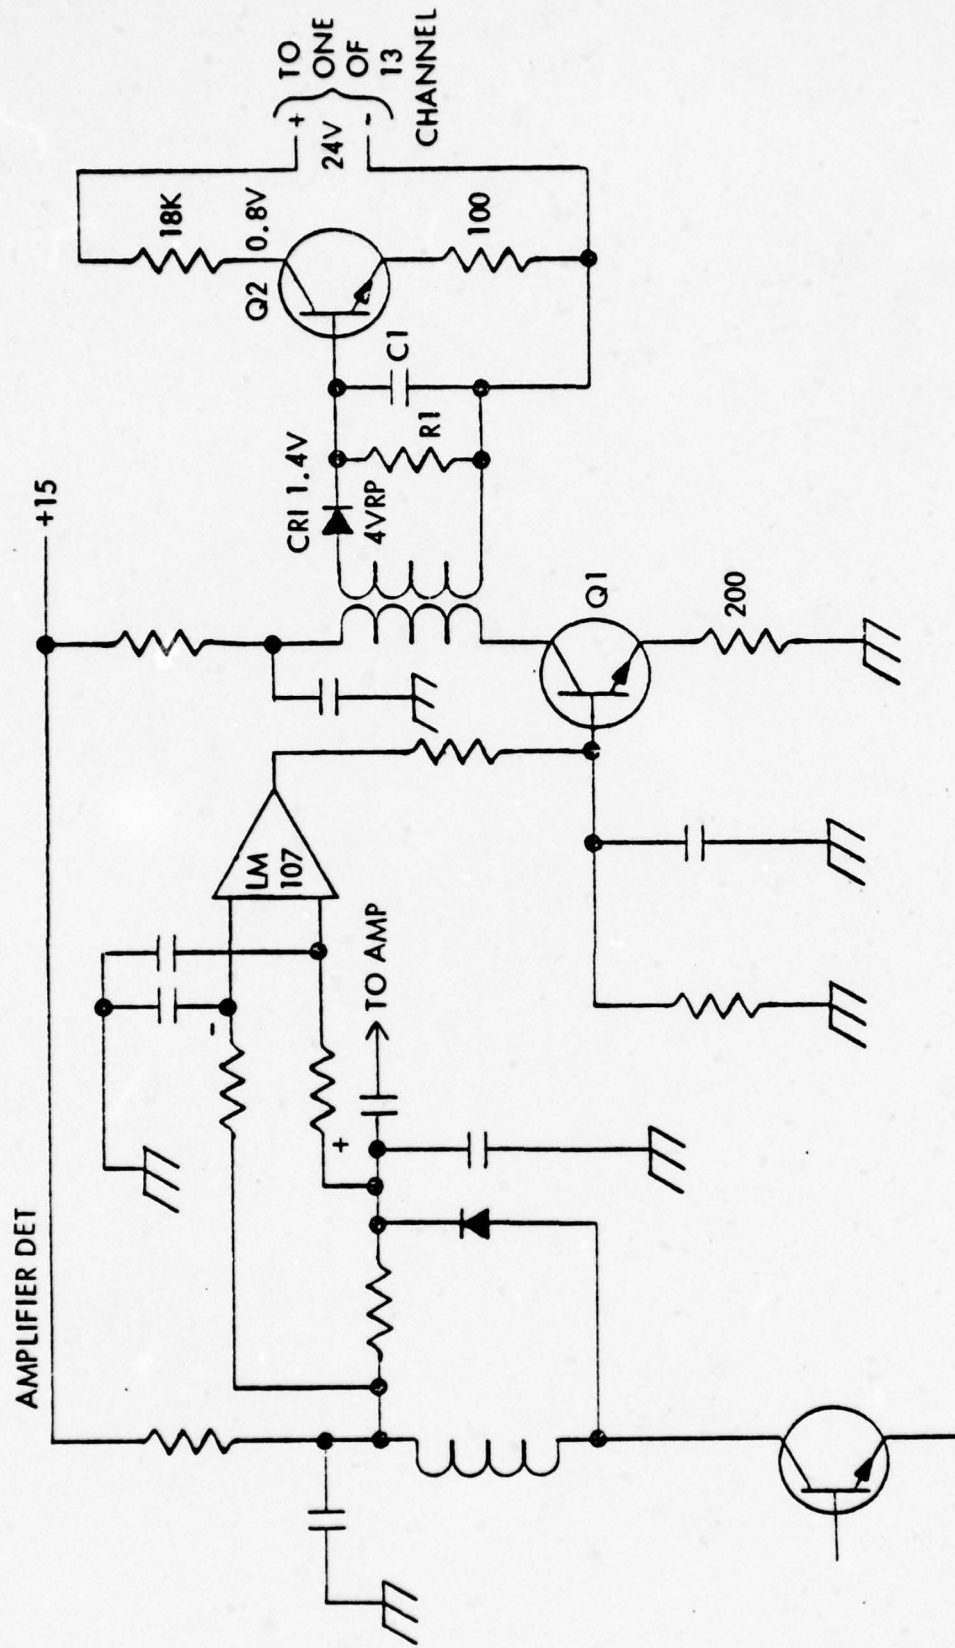 AMPLIFIER DET
+15
LM
107
-
+
TO AMP
CR1 1.4V
4VRP
R1
C1
Q2
0.8V
18K
100
+
24V
-
TO
ONE
OF
13
CHANNEL
Q1
200